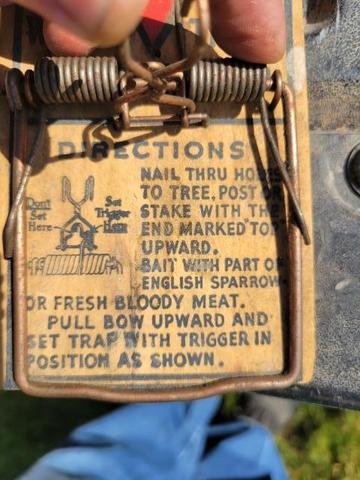 DIRECTIONS
Don't
Set
Here
Set
Trigger
Here
NAIL THRU HOLES
TO TREE, POST OR
STAKE WITH THE
END MARKED TOP
UPWARD.
BAIT WITH PART OF
ENGLISH SPARROW
OR FRESH BLOODY MEAT.
PULL BOW UPWARD AND
SET TRAP WITH TRIGGER IN
POSITION AS SHOWN.